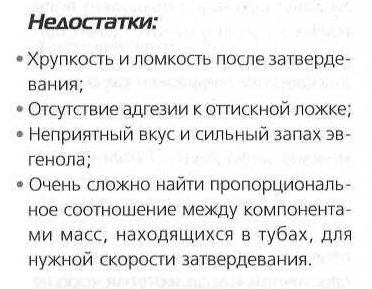 Недостатки:
• Хрупкость и ломкость после затверде-
вания;
• Отсутствие адгезии к оттискной ложке;
• Неприятный вкус и сильный запах эв-
генола;
• Очень сложно найти пропорциональ-
ное соотношение между компонента-
ми масс, находящихся в тубах, для
нужной скорости затвердевания.